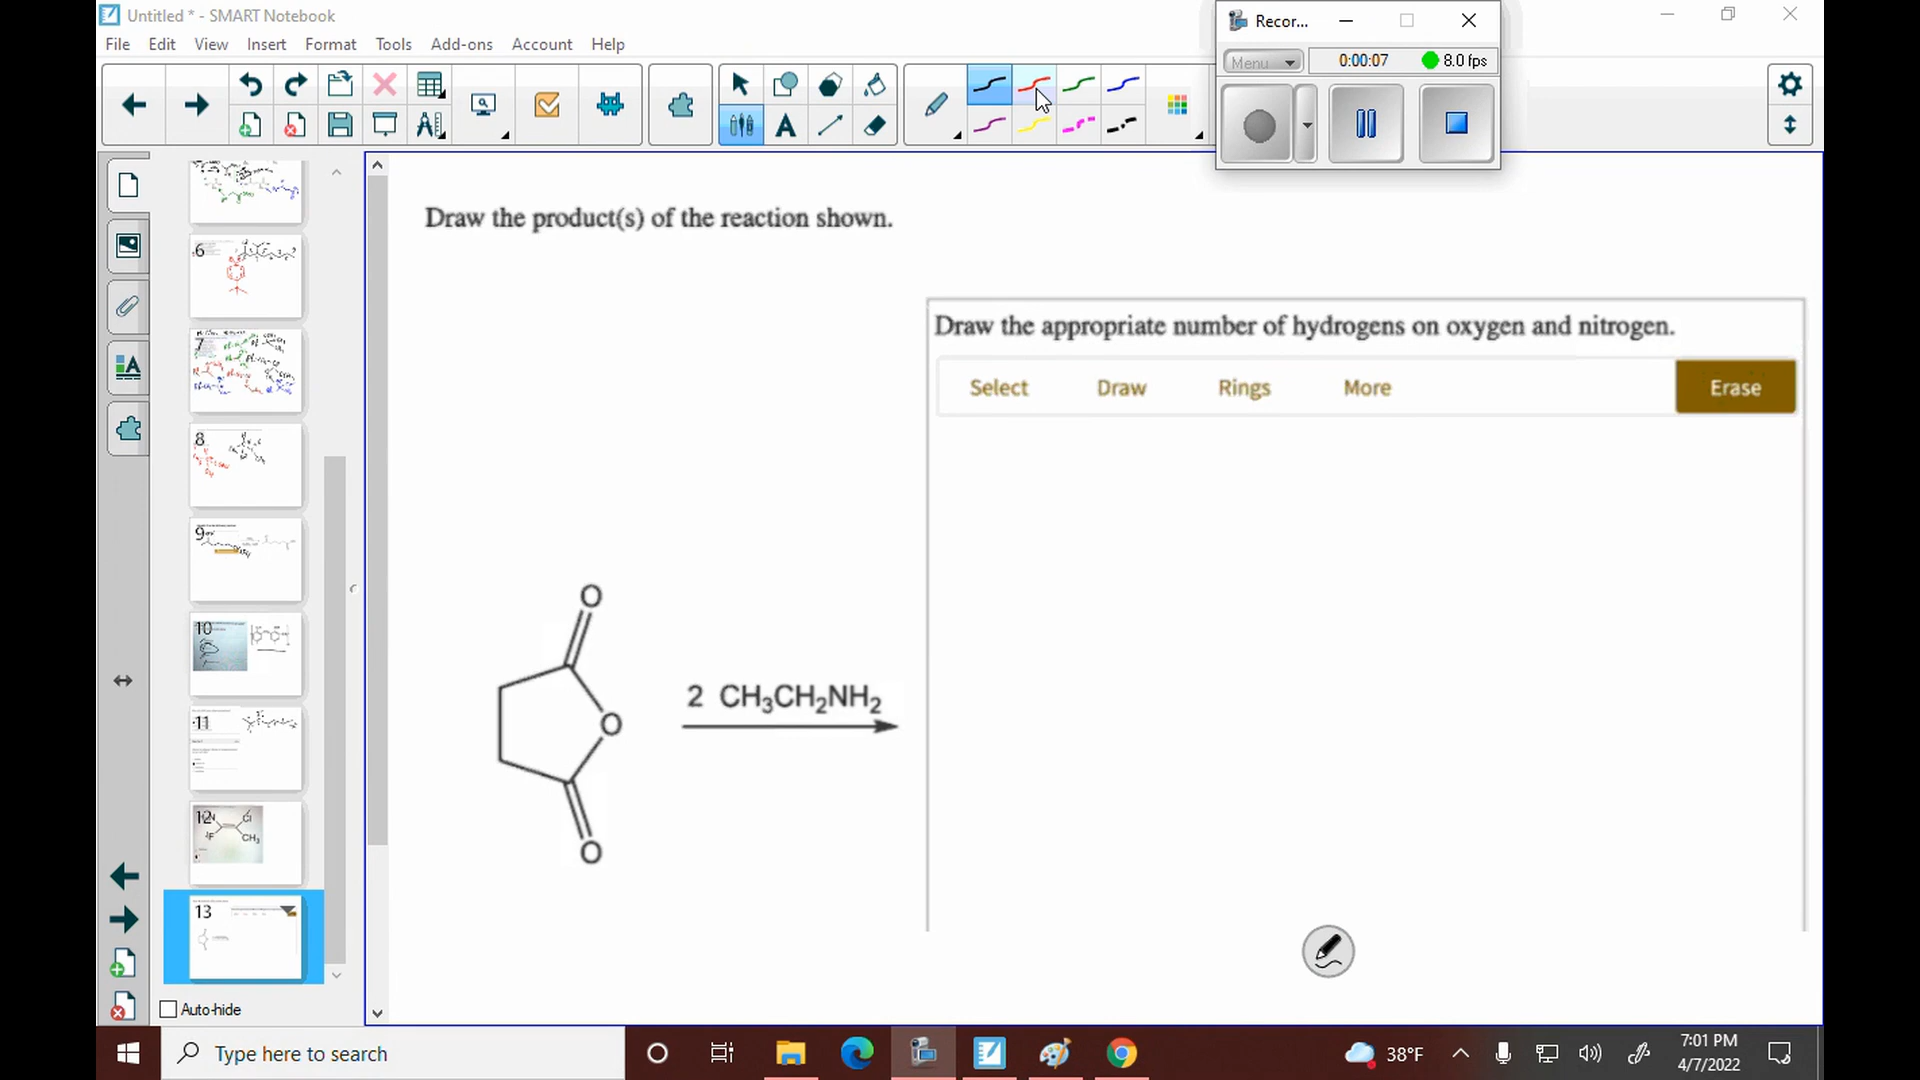 Untitled * - SMART Notebook
File Edit View Insert Format Tools Add-ons Account Help
Recor...
Menu
0:00:07
8.0 fps
A
Draw the product(s) of the reaction shown.
Draw the appropriate number of hydrogens on oxygen and nitrogen.
Select Draw Rings More Erase
O
O
O
2 CH₃CH₂NH₂
6
7
8
9
10
11
12
F
CH₃
13
Auto-hide
Type here to search
38°F
7:01 PM
4/7/2022